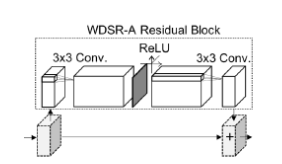 WDSR-A Residual Block
ReLU
3x3 Conv.
3x3 Conv.
+